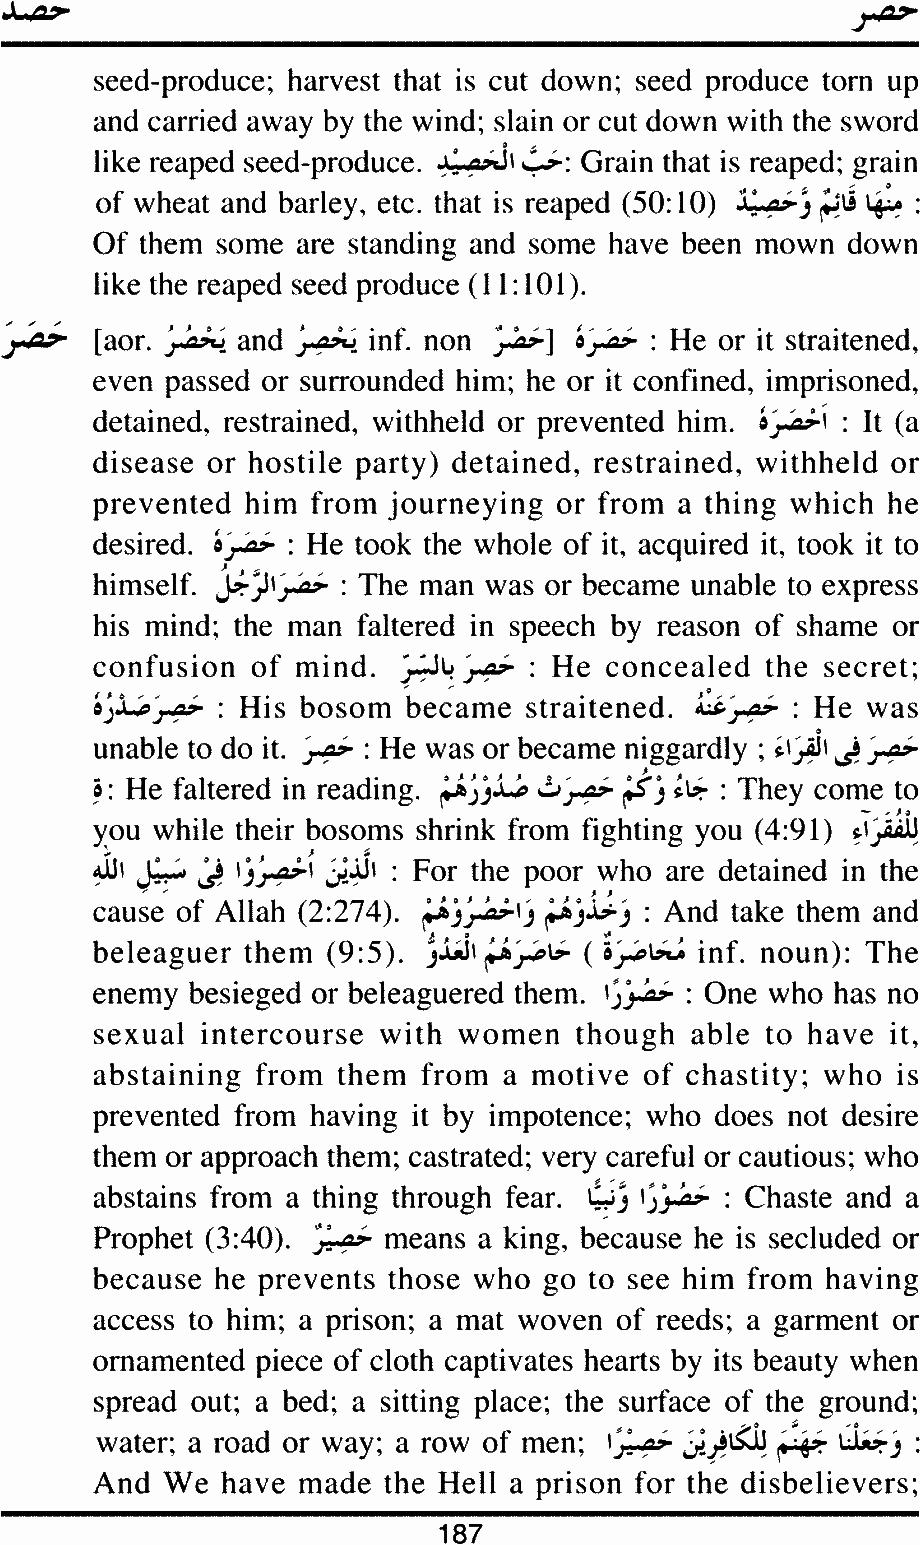 حصد حصر
seed-produce; harvest that is cut down; seed produce torn up
and carried away by the wind; slain or cut down with the sword
like reaped seed-produce. حَبَّ الْحَصِيْدِ: Grain that is reaped; grain
of wheat and barley, etc. that is reaped (50:10) مِنْهَا قَائِمٌ وَّحَصِيْدٌ :
Of them some are standing and some have been mown down
like the reaped seed produce (11:101).
حَصَرَ [aor. يَحْصُرُ and يَحْصِرُ inf. non حَصْرٌ] حَصَرَهُ : He or it straitened,
even passed or surrounded him; he or it confined, imprisoned,
detained, restrained, withheld or prevented him. اَحْصَرَهُ : It (a
disease or hostile party) detained, restrained, withheld or
prevented him from journeying or from a thing which he
desired. حَصَرَهُ : He took the whole of it, acquired it, took it to
himself. حَصَرَ الرَّجُلُ : The man was or became unable to express
his mind; the man faltered in speech by reason of shame or
confusion of mind. حَصِرَ بِالسِّرِّ : He concealed the secret;
حَصِرَ صَدْرُهُ : His bosom became straitened. حَصِرَ عَنْهُ : He was
unable to do it. حَصِرَ : He was or became niggardly ; حَصِرَ فِي الْقِرَاءَ
ةِ: He faltered in reading. جَاءُ وْكُمْ حَصِرَتْ صُدُوْرُهُمْ : They come to
you while their bosoms shrink from fighting you (4:91) لِلْفُقَرَآءِ
الَّذِيْنَ أُحْصِرُوْا فِىْ سَبِيْلِ اللّٰهِ : For the poor who are detained in the
cause of Allah (2:274). وَخُذُوْهُمْ وَاحْصُرُوْهُمْ : And take them and
beleaguer them (9:5). حَاصَرَهُمُ الْعَدُوُّ ( مُحَاصَرَةٌ inf. noun): The
enemy besieged or beleaguered them. حَصُوْرًا : One who has no
sexual intercourse with women though able to have it,
abstaining from them from a motive of chastity; who is
prevented from having it by impotence; who does not desire
them or approach them; castrated; very careful or cautious; who
abstains from a thing through fear. حَصُوْرًا وَّنَبِيًّا : Chaste and a
Prophet (3:40). حَصِيْرٌ means a king, because he is secluded or
because he prevents those who go to see him from having
access to him; a prison; a mat woven of reeds; a garment or
ornamented piece of cloth captivates hearts by its beauty when
spread out; a bed; a sitting place; the surface of the ground;
water; a road or way; a row of men; وَجَعَلْنَا جَهَنَّمَ لِلْكَافِرِيْنَ حَصِيْرًا :
And We have made the Hell a prison for the disbelievers;
187